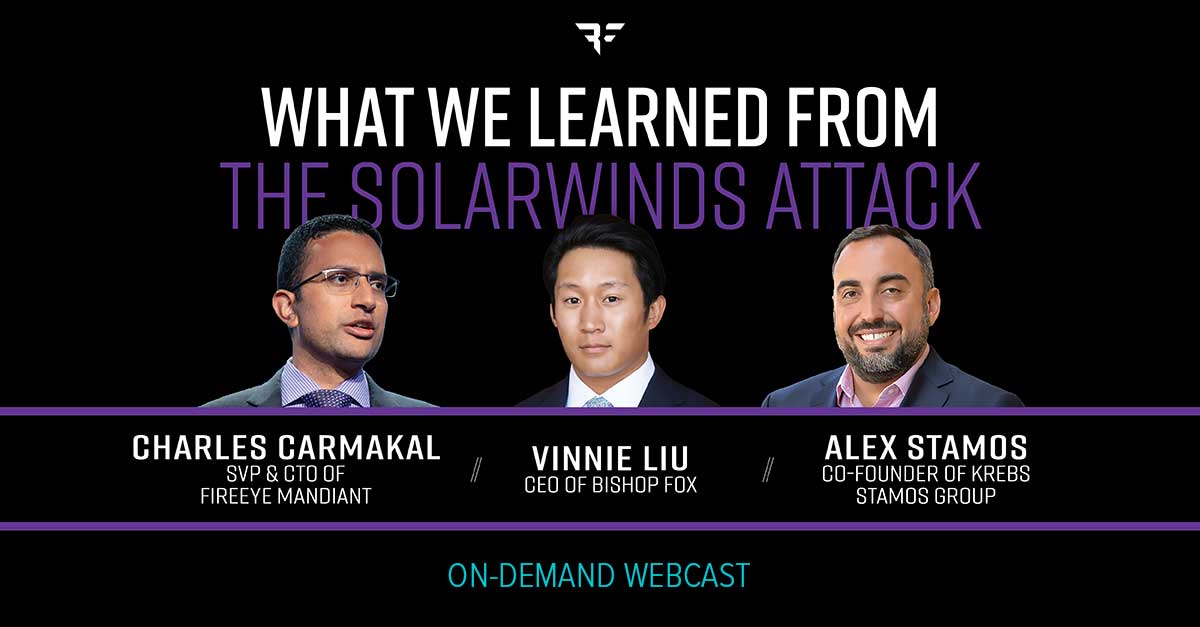 WHAT WE LEARNED FROM
THE SOLARWINDS ATTACK
CHARLES CARMAKAL
SVP & CTO OF
FIREEYE MANDIANT
//
VINNIE LIU
CEO OF BISHOP FOX
//
ALEX STAMOS
CO-FOUNDER OF KREBS
STAMOS GROUP
ON-DEMAND WEBCAST